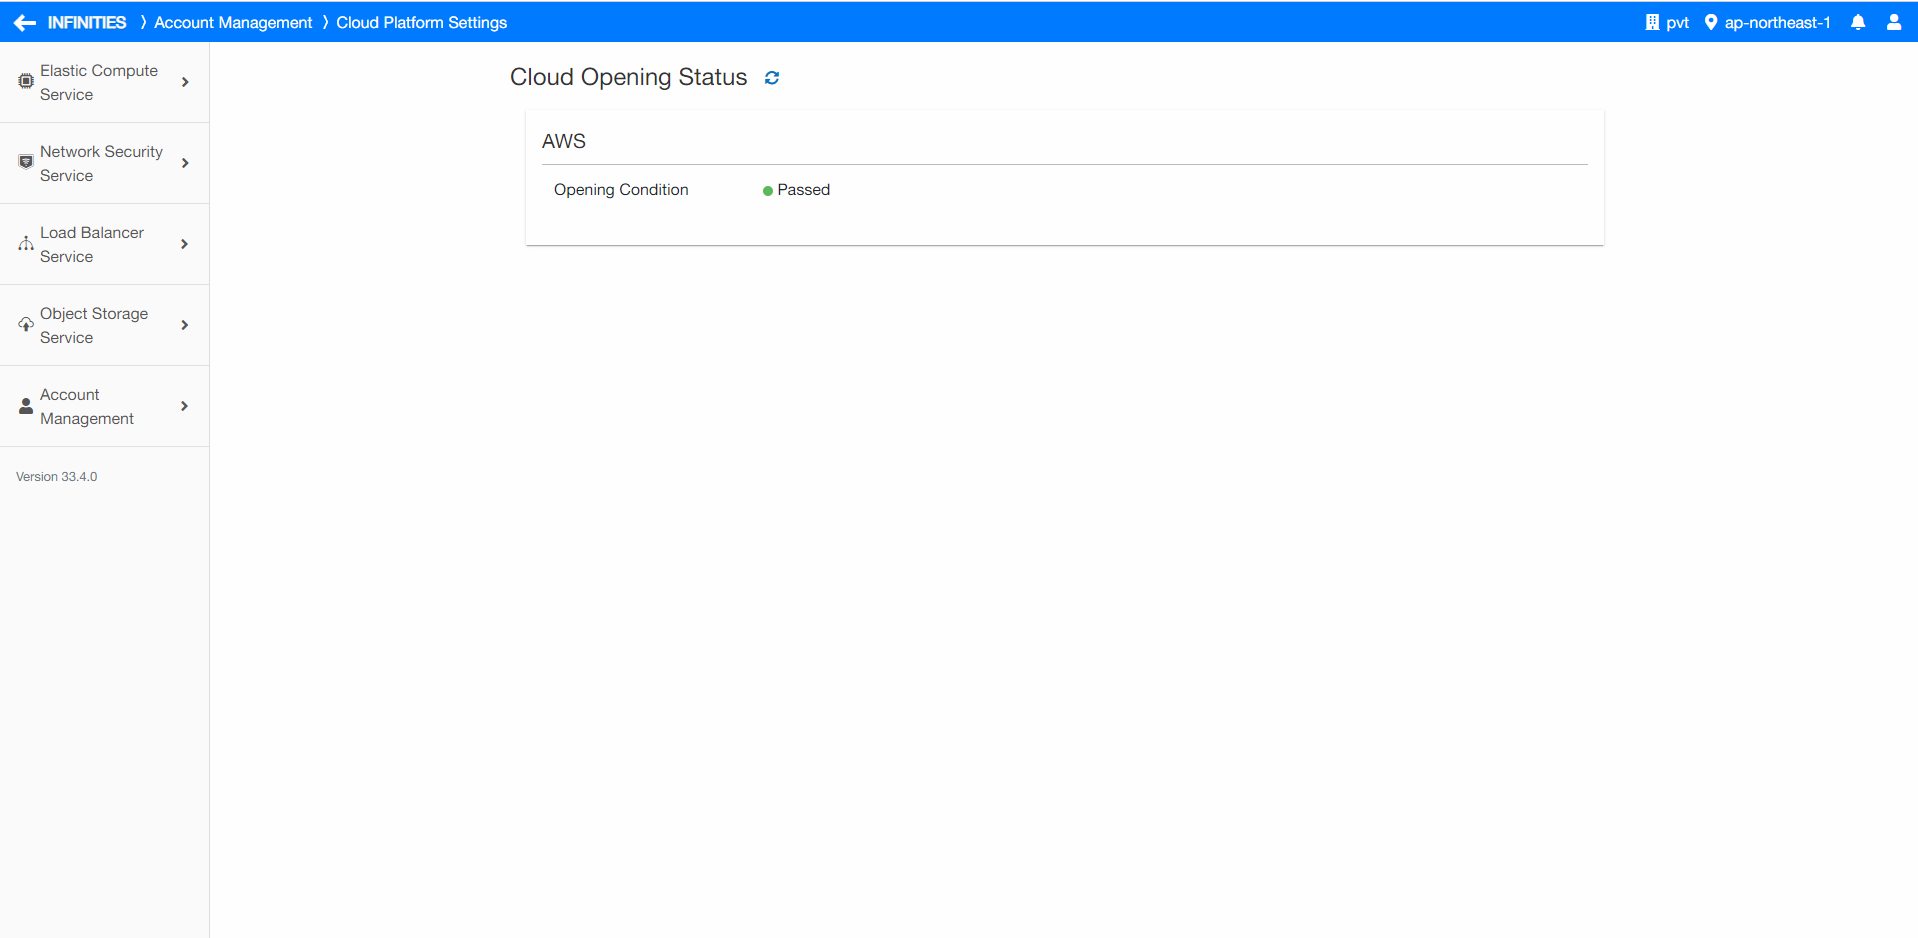 INFINITIES 〉 Account Management 〉 Cloud Platform Settings
pvt ap-northeast-1
Elastic Compute
Service
Network Security
Service
Load Balancer
Service
Object Storage
Service
Account
Management
Version 33.4.0
Cloud Opening Status
AWS
Opening Condition Passed